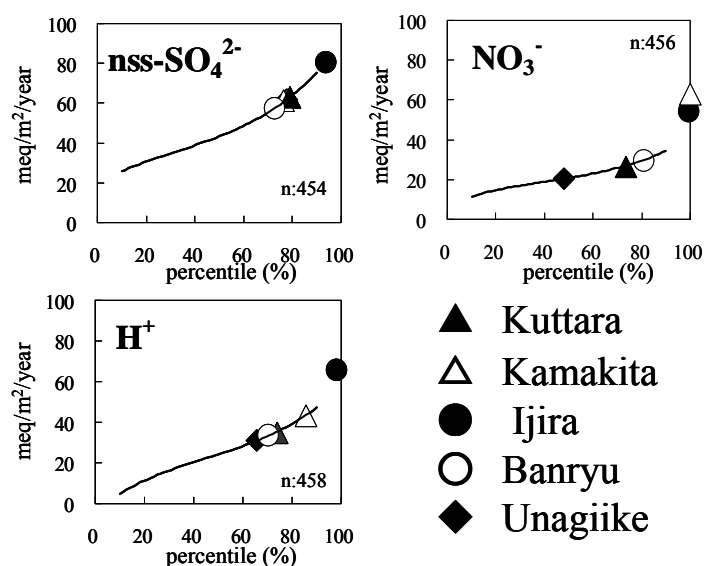 100
80
60
40
20
0
meq/m²/year
nss-SO₄²⁻
n:454
0 20 40 60 80 100
percentile (%)
100
80
60
40
20
0
meq/m²/year
NO₃⁻
n:456
0 20 40 60 80 100
percentile (%)
100
80
60
40
20
0
meq/m²/year
H⁺
n:458
0 20 40 60 80 100
percentile (%)
Kuttara
Kamakita
Ijira
Banryu
Unagiike